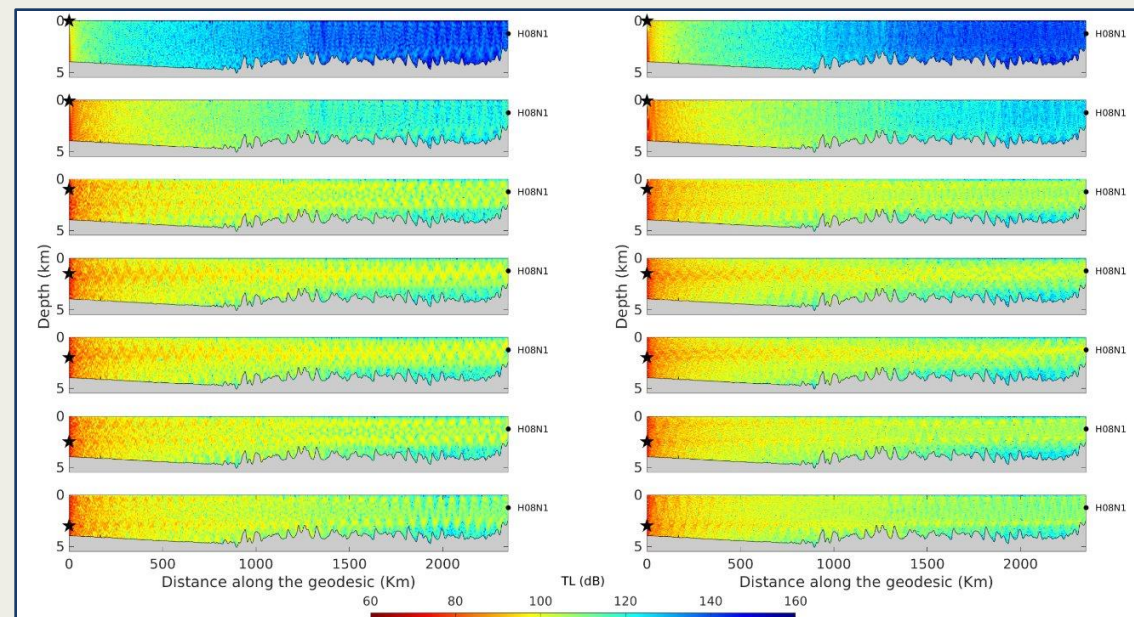 0 H08N1 0 H08N1
5 5
0 H08N1 0 H08N1
5 5
0 H08N1 0 H08N1
5 5
Depth (km) Depth (km)
0 H08N1 0 H08N1
5 5
0 H08N1 0 H08N1
5 5
0 H08N1 0 H08N1
5 5
0 H08N1 0 H08N1
5 5
0 500 1000 1500 2000 0 500 1000 1500 2000
Distance along the geodesic (Km) TL (dB) Distance along the geodesic (Km)
60 80 100 120 140 160